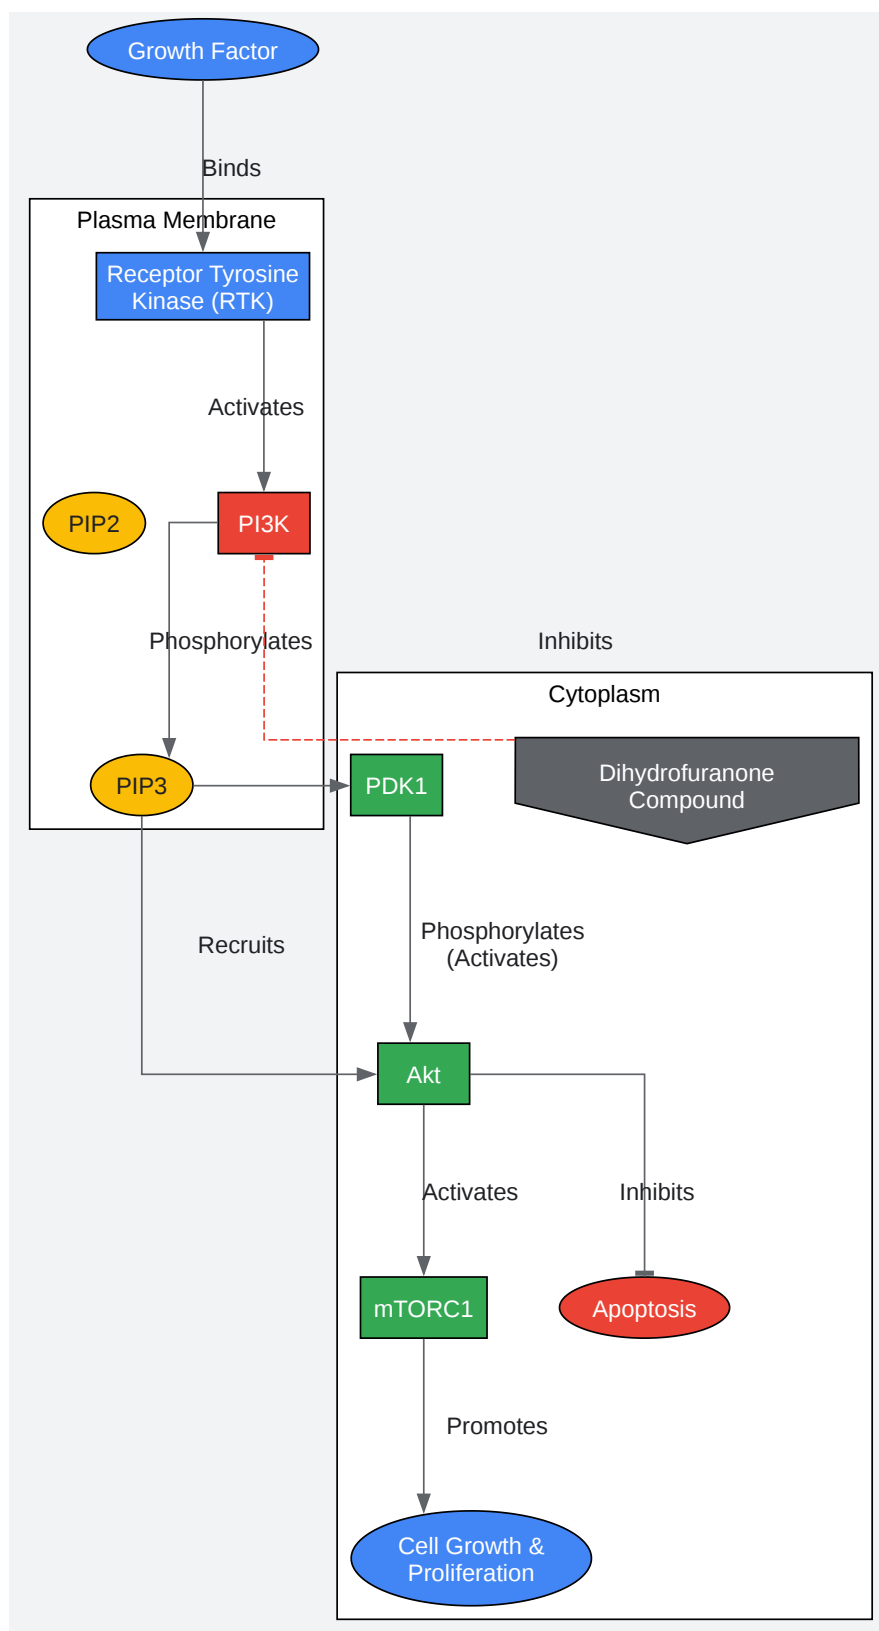 Growth Factor
Binds
Plasma Membrane
Receptor Tyrosine
Kinase (RTK)
Activates
PIP2
PI3K
Phosphorylates
Inhibits
Cytoplasm
PIP3
PDK1
Dihydrofuranone
Compound
Recruits
Phosphorylates
(Activates)
Akt
Activates
Inhibits
mTORC1
Apoptosis
Promotes
Cell Growth &
Proliferation